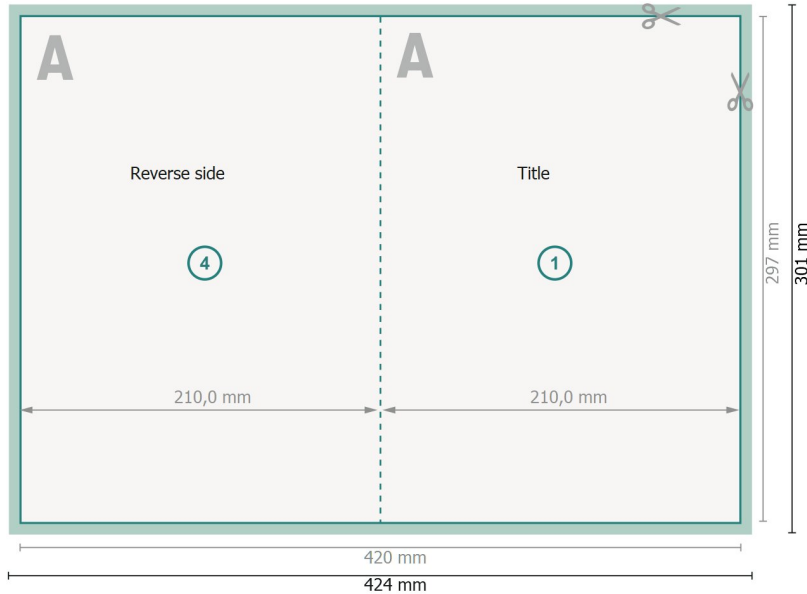 A
A
Reverse side
Title
4
1
210,0 mm
210,0 mm
297 mm
301 mm
420 mm
424 mm